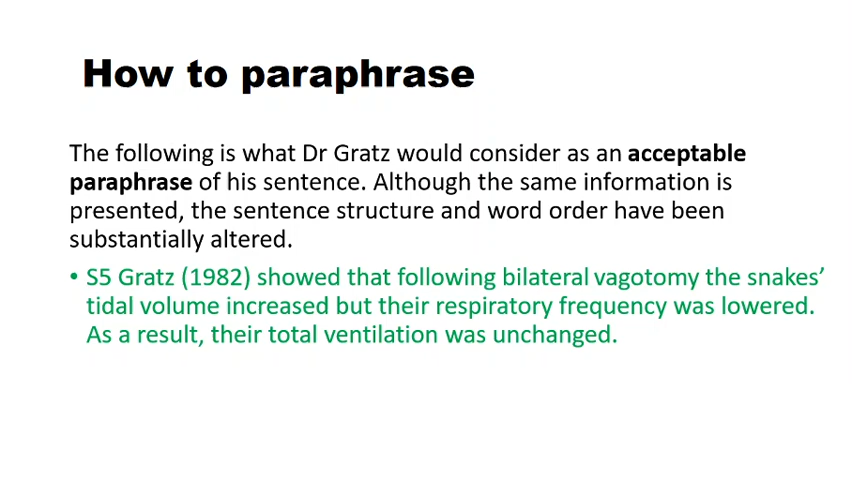 How to paraphrase
The following is what Dr Gratz would consider as an acceptable
paraphrase of his sentence. Although the same information is
presented, the sentence structure and word order have been
substantially altered.
• S5 Gratz (1982) showed that following bilateral vagotomy the snakes’
tidal volume increased but their respiratory frequency was lowered.
As a result, their total ventilation was unchanged.